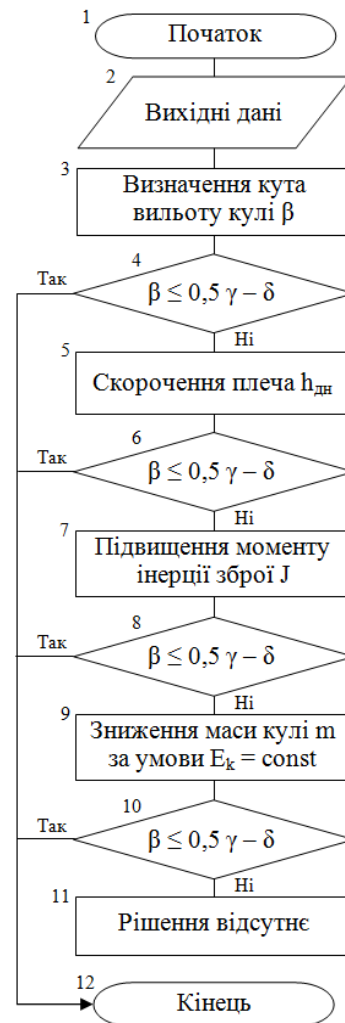 1
Початок
2
Вихідні дані
3
Визначення кута
вильоту кулі β
4
Так
β ≤ 0,5 γ – δ
Ні
5
Скорочення плеча hдн
6
Так
β ≤ 0,5 γ – δ
Ні
7
Підвищення моменту
інерції зброї J
8
Так
β ≤ 0,5 γ – δ
Ні
9
Зниження маси кулі m
за умови Ek = const
10
Так
β ≤ 0,5 γ – δ
Ні
11
Рішення відсутнє
12
Кінець